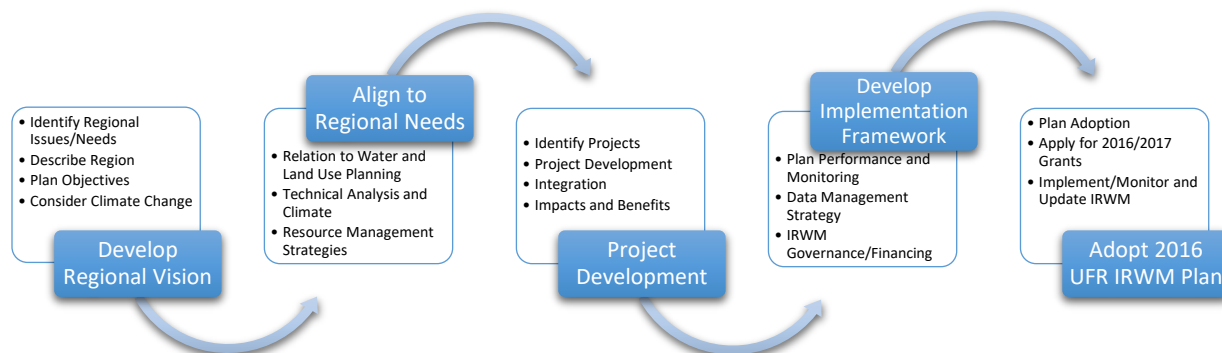 • Identify Regional
Issues/Needs
• Describe Region
• Plan Objectives
• Consider Climate Change
Develop
Regional Vision
Align to
Regional Needs
• Relation to Water and
Land Use Planning
• Technical Analysis and
Climate
• Resource Management
Strategies
• Identify Projects
• Project Development
• Integration
• Impacts and Benefits
Project
Development
Develop
Implementation
Framework
• Plan Performance and
Monitoring
• Data Management
Strategy
• IRWM
Governance/Financing
• Plan Adoption
• Apply for 2016/2017
Grants
• Implement/Monitor and
Update IRWM
Adopt 2016
UFR IRWM Plan